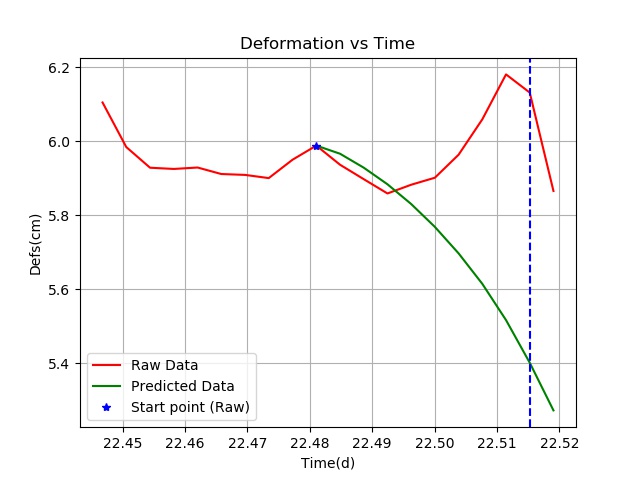 Deformation vs Time
6.2
6.0
5.8
5.6
5.4
Defs(cm)
Raw Data
Predicted Data
Start point (Raw)
22.45 22.46 22.47 22.48 22.49 22.50 22.51 22.52
Time(d)